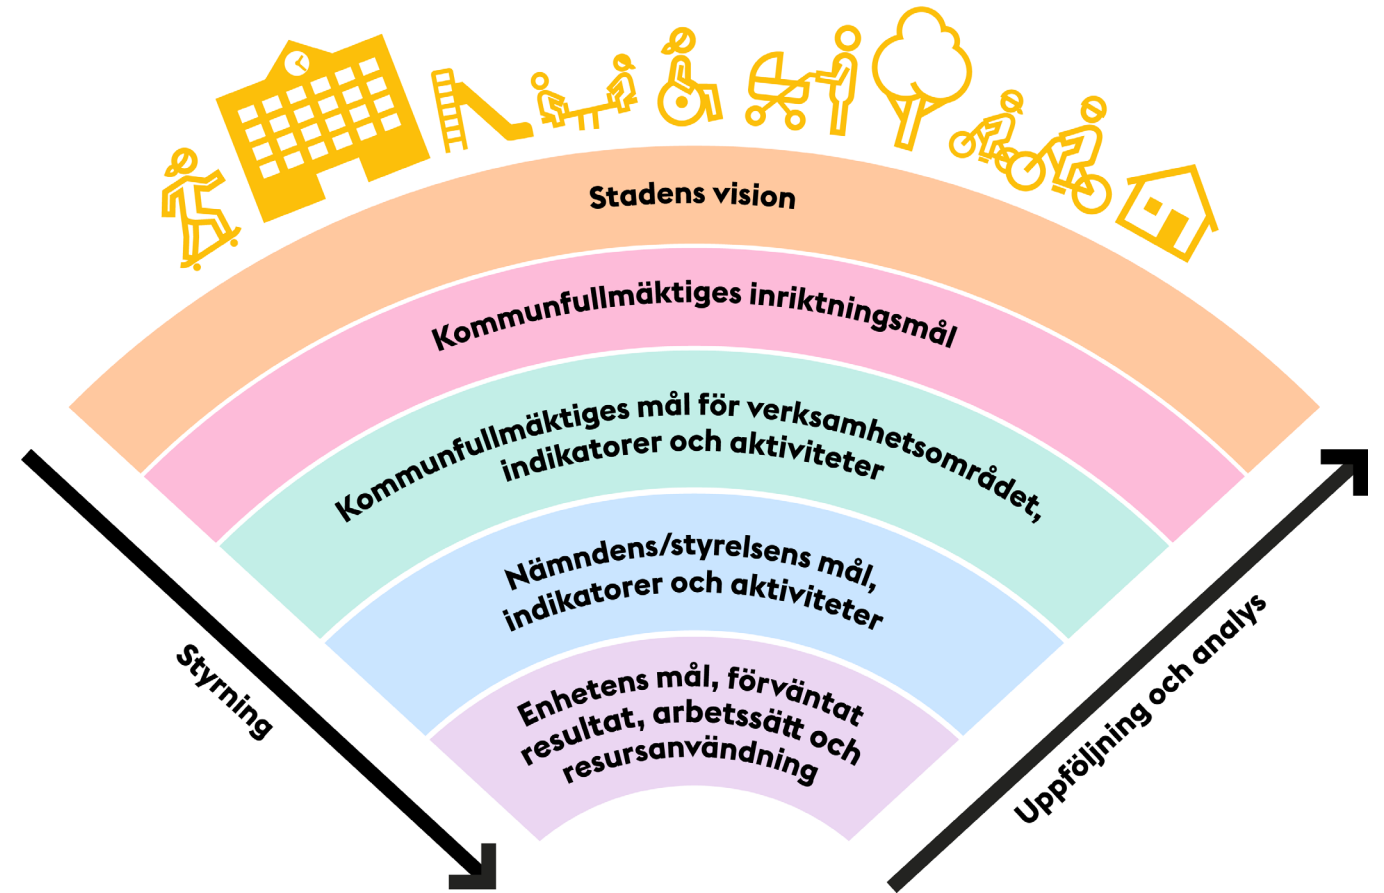 Stadens vision
Kommunfullmäktiges inriktningsmål
Kommunfullmäktiges mål för verksamhetsområdet,
indikatorer och aktiviteter
Nämndens/styrelsens mål,
indikatorer och aktiviteter
Enhetens mål, förväntat
resultat, arbetssätt och
resursanvändning
Styrning
Uppföljning och analys